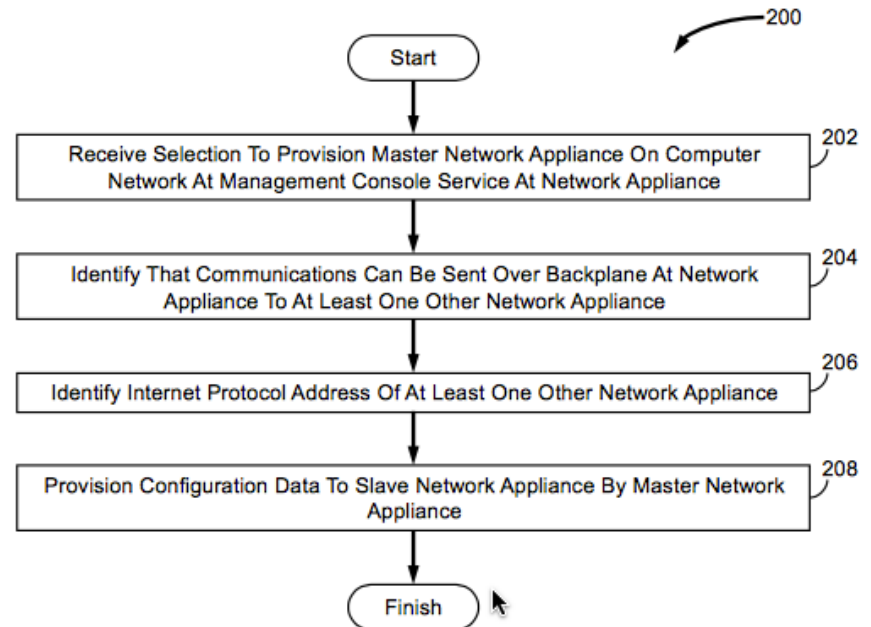 200
Start
202
Receive Selection To Provision Master Network Appliance On Computer
Network At Management Console Service At Network Appliance
204
Identify That Communications Can Be Sent Over Backplane At Network
Appliance To At Least One Other Network Appliance
206
Identify Internet Protocol Address Of At Least One Other Network Appliance
208
Provision Configuration Data To Slave Network Appliance By Master Network
Appliance
Finish